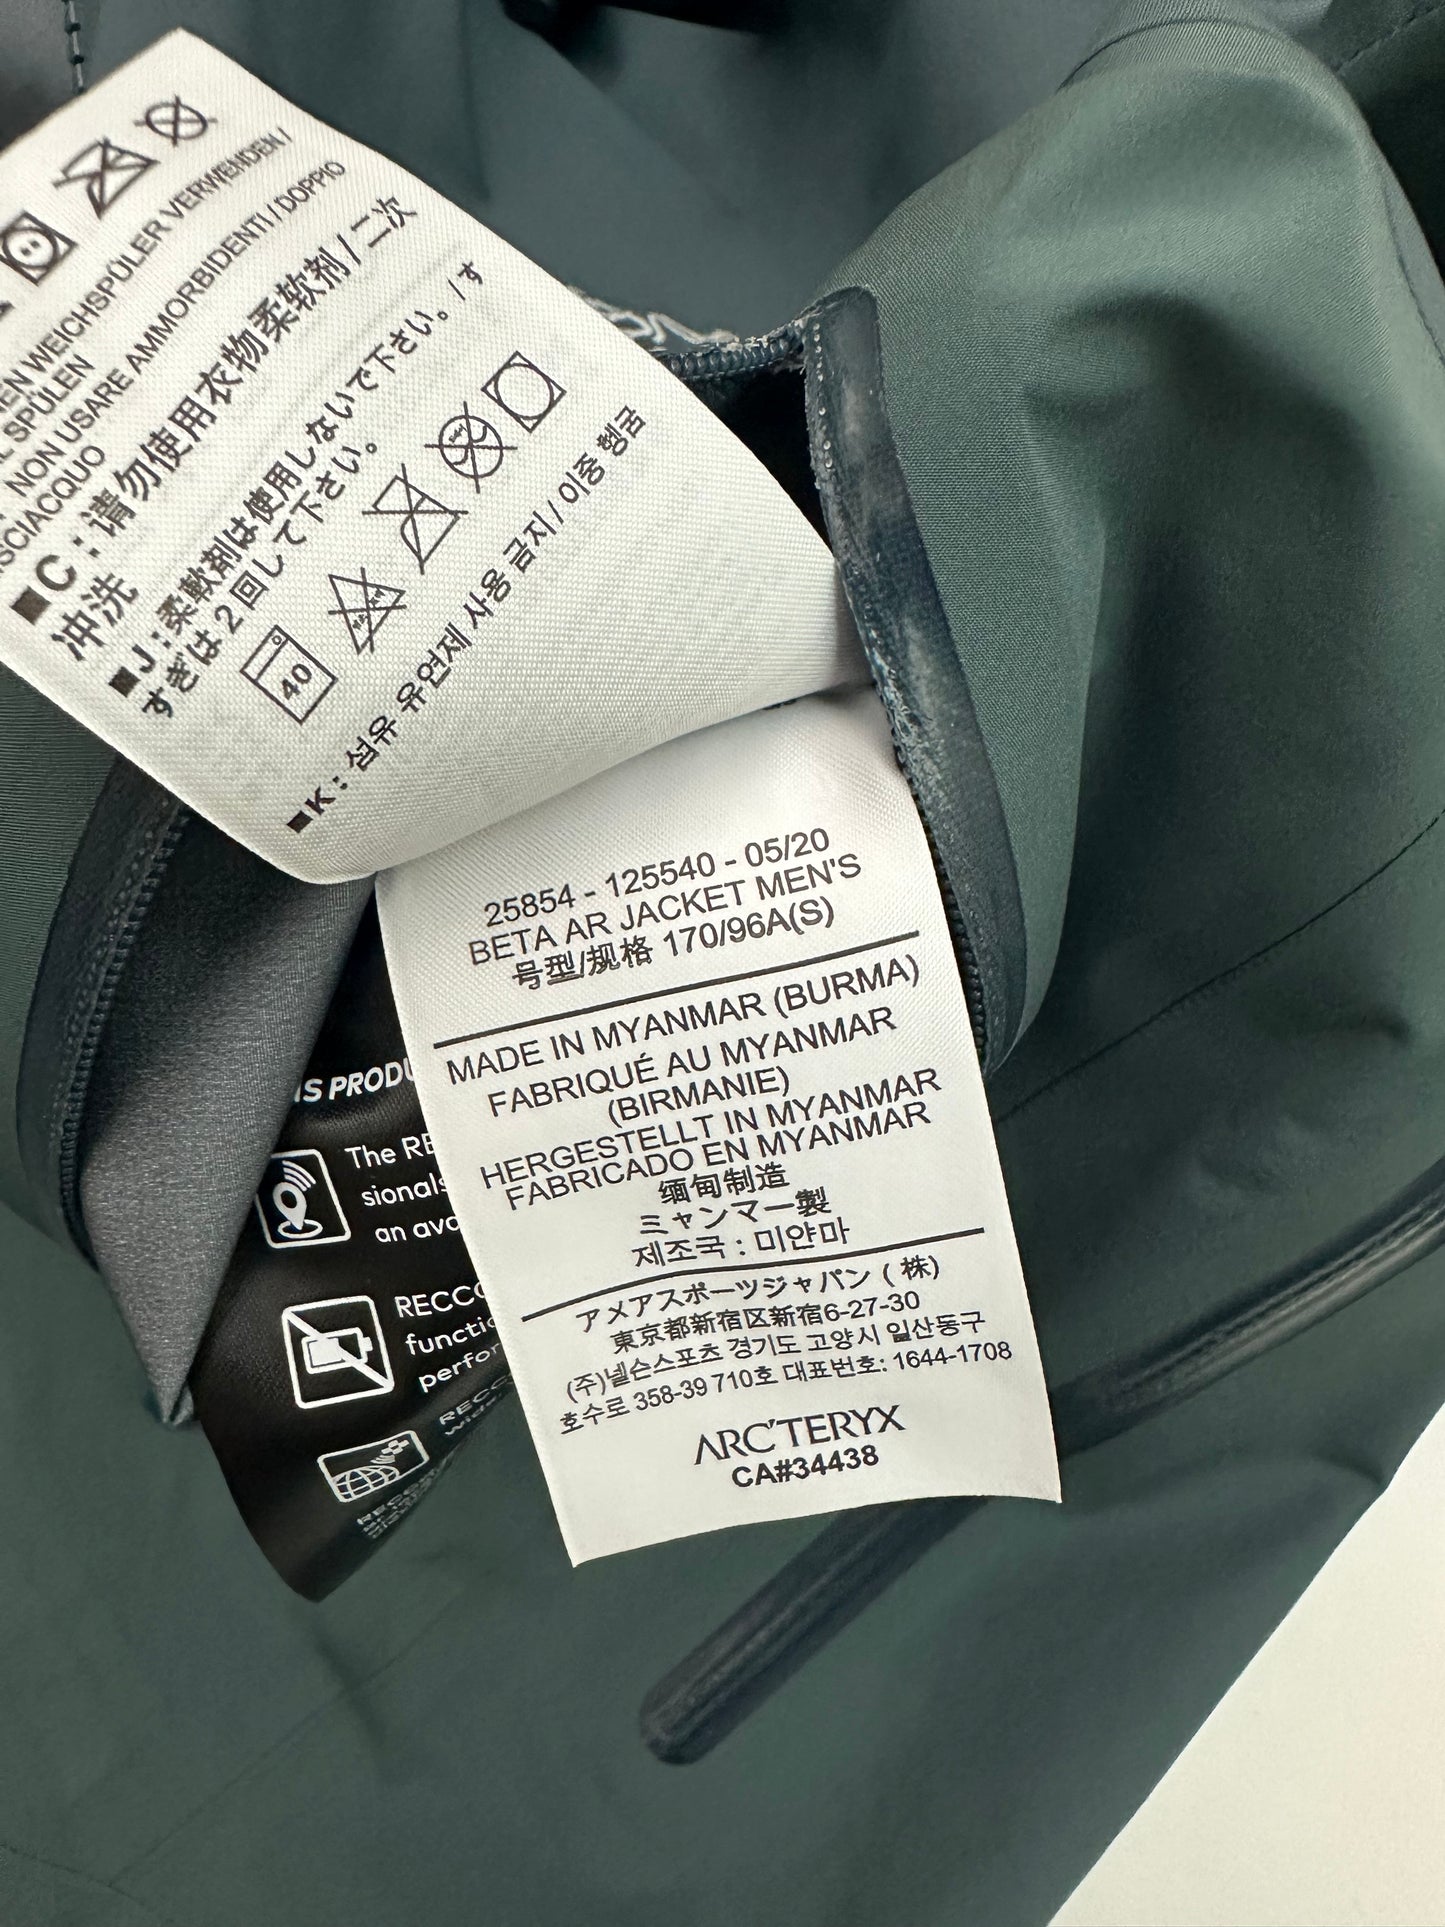 EN WEICHSPÜLER VERWENDEN /
SPÜLEN
NON USARE AMMORBIDENTI / DOPPIO
SCIACQUO
■C : 请勿使用衣物柔软剂 / 二次
冲洗
■J : 柔軟剤は使用しないで下さい。/ す
すぎは2回して下さい。
40
■K : 섬유 유연제 사용 금지 / 이중 헹굼
25854 - 125540 - 05/20
BETA AR JACKET MEN'S
号型/规格 170/96A(S)
MADE IN MYANMAR (BURMA)
FABRIQUÉ AU MYANMAR
(BIRMANIE)
HERGESTELLT IN MYANMAR
FABRICADO EN MYANMAR
缅甸制造
ミャンマー製
제조국 : 미얀마
アメアスポーツジャパン ( 株)
東京都新宿区新宿6-27-30
(주)넬슨스포츠 경기도 고양시 일산동구
호수로 358-39 710호 대표번호: 1644-1708
ARC'TERYX
CA#34438
IS PRODU
The RE
sionals
an ava
RECCO
functio
perfor